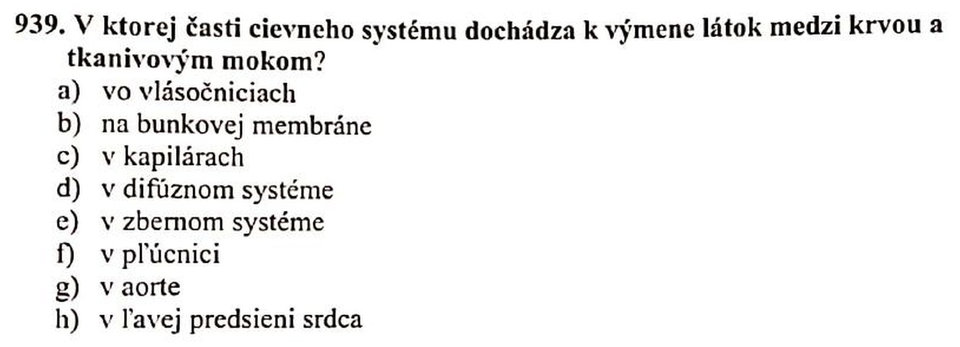 939. V ktorej časti cievneho systému dochádza k výmene látok medzi krvou a
tkanivovým mokom?
a) vo vlásočniciach
b) na bunkovej membráne
c) v kapilárach
d) v difúznom systéme
e) v zbernom systéme
f) v pľúcnici
g) v aorte
h) v ľavej predsieni srdca